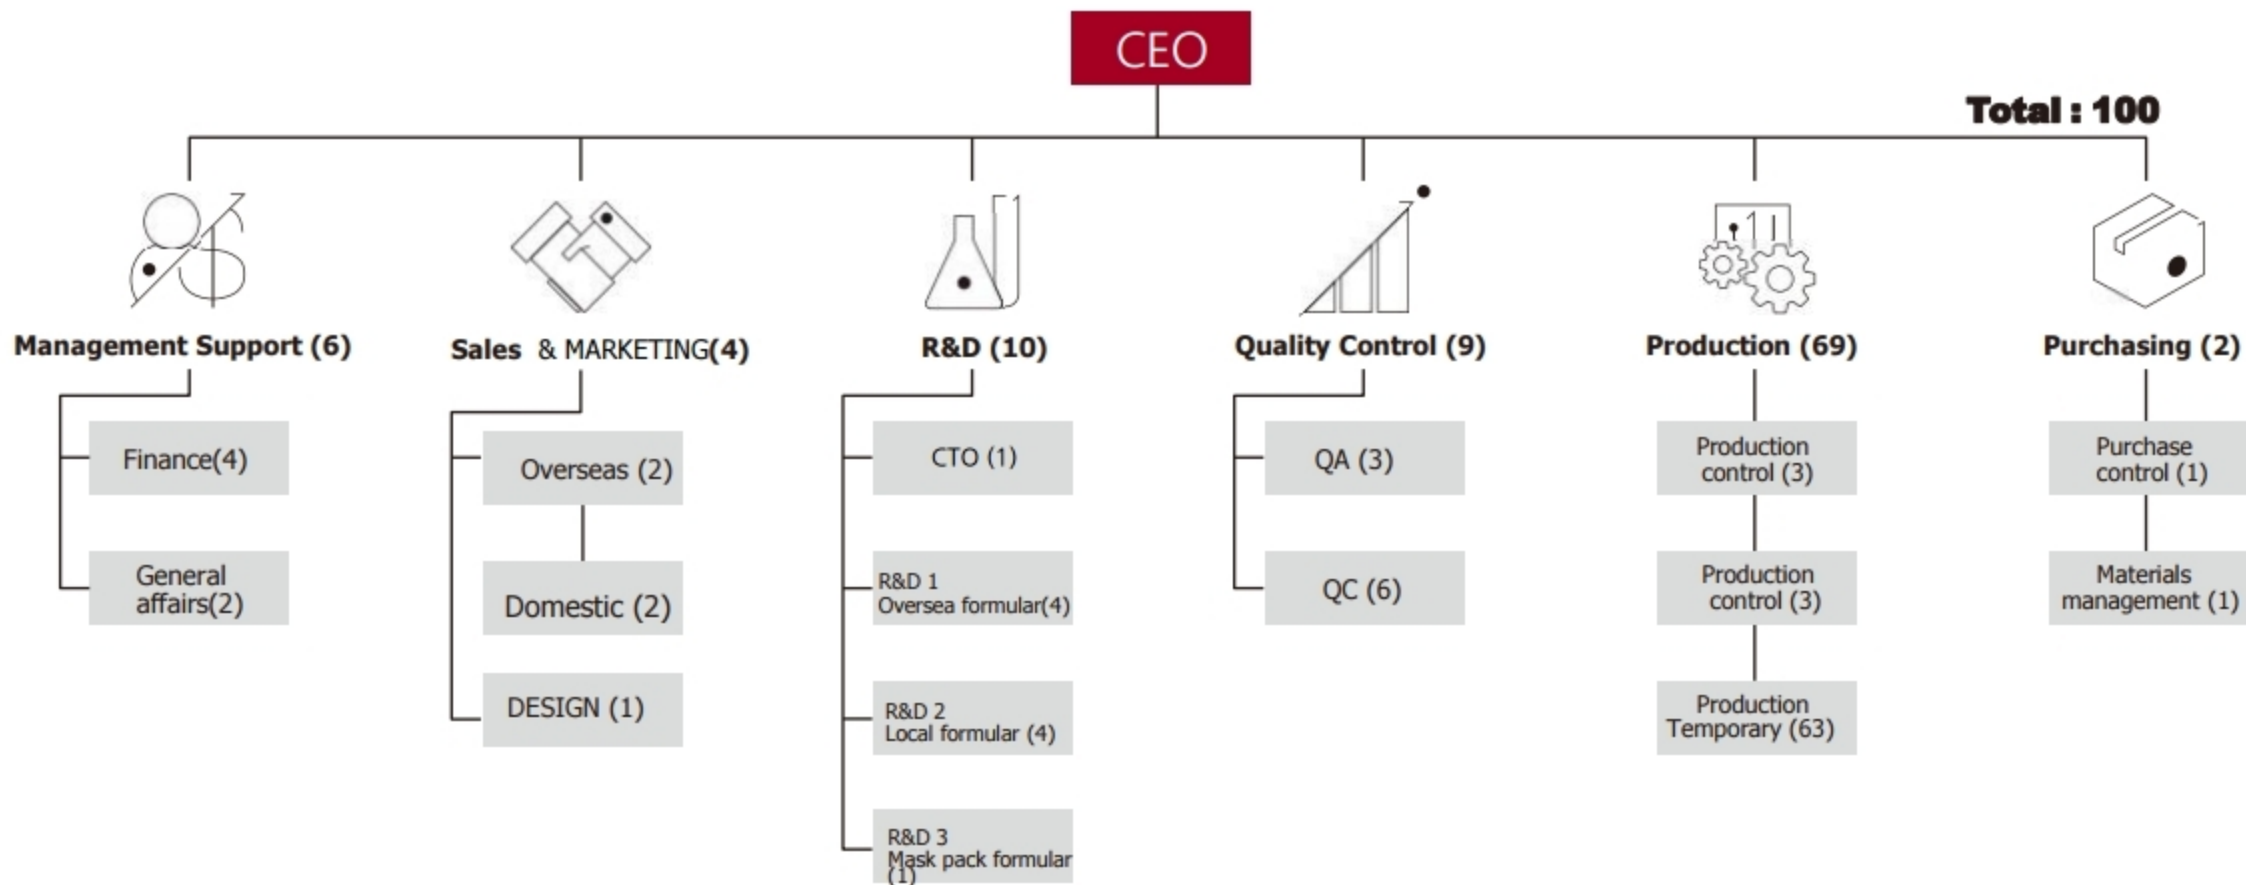 CEO
Total : 100
Management Support (6)
Finance(4)
General
affairs(2)
Sales & MARKETING(4)
Overseas (2)
Domestic (2)
DESIGN (1)
R&D (10)
CTO (1)
R&D 1
Oversea formular(4)
R&D 2
Local formular (4)
R&D 3
Mask pack formular
(1)
Quality Control (9)
QA (3)
QC (6)
Production (69)
Production
control (3)
Production
control (3)
Production
Temporary (63)
Purchasing (2)
Purchase
control (1)
Materials
management (1)